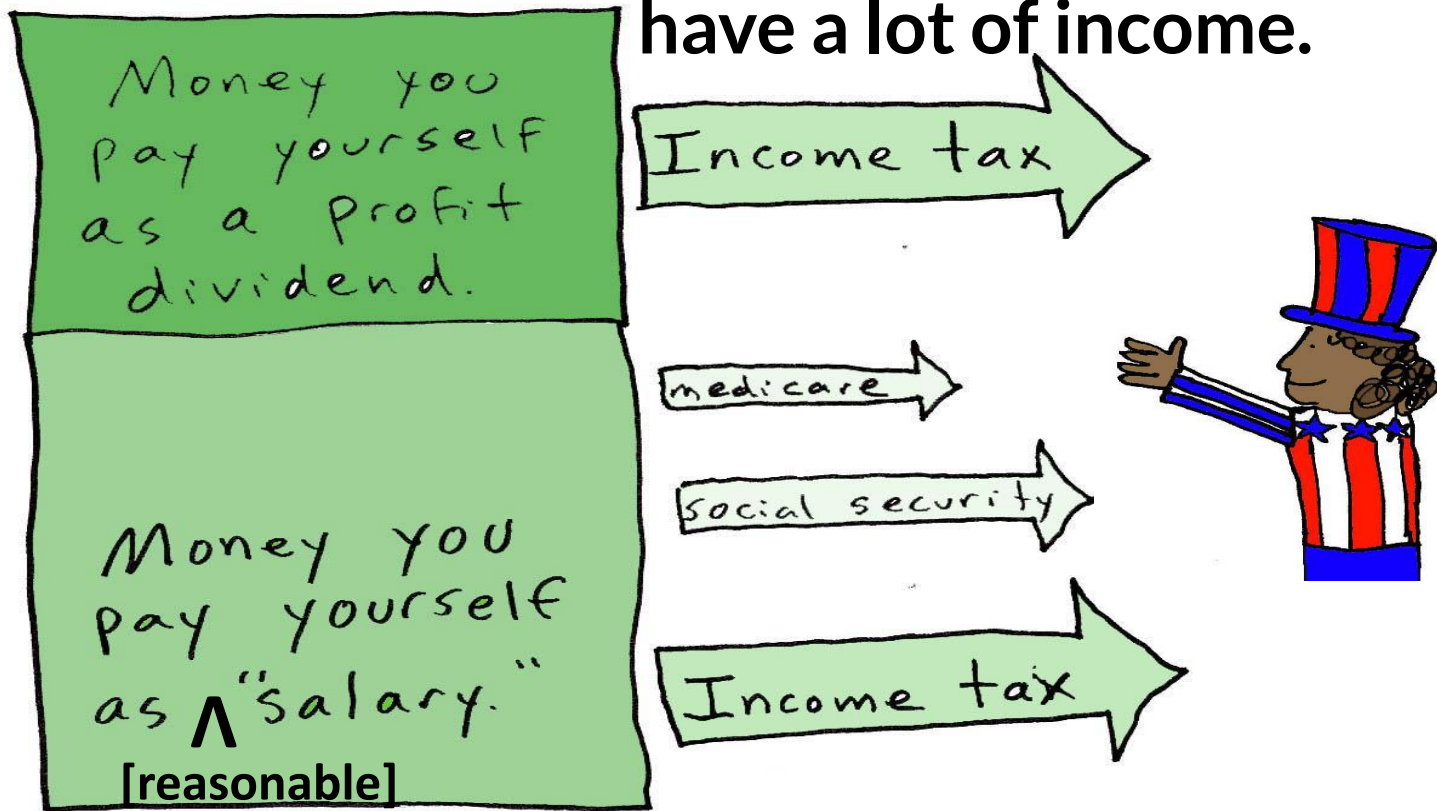 have a lot of income.
Money you
pay yourself
as a profit
dividend.
Income tax
medicare
social security
Money you
pay yourself
as Λ "salary."
[reasonable]
Income tax